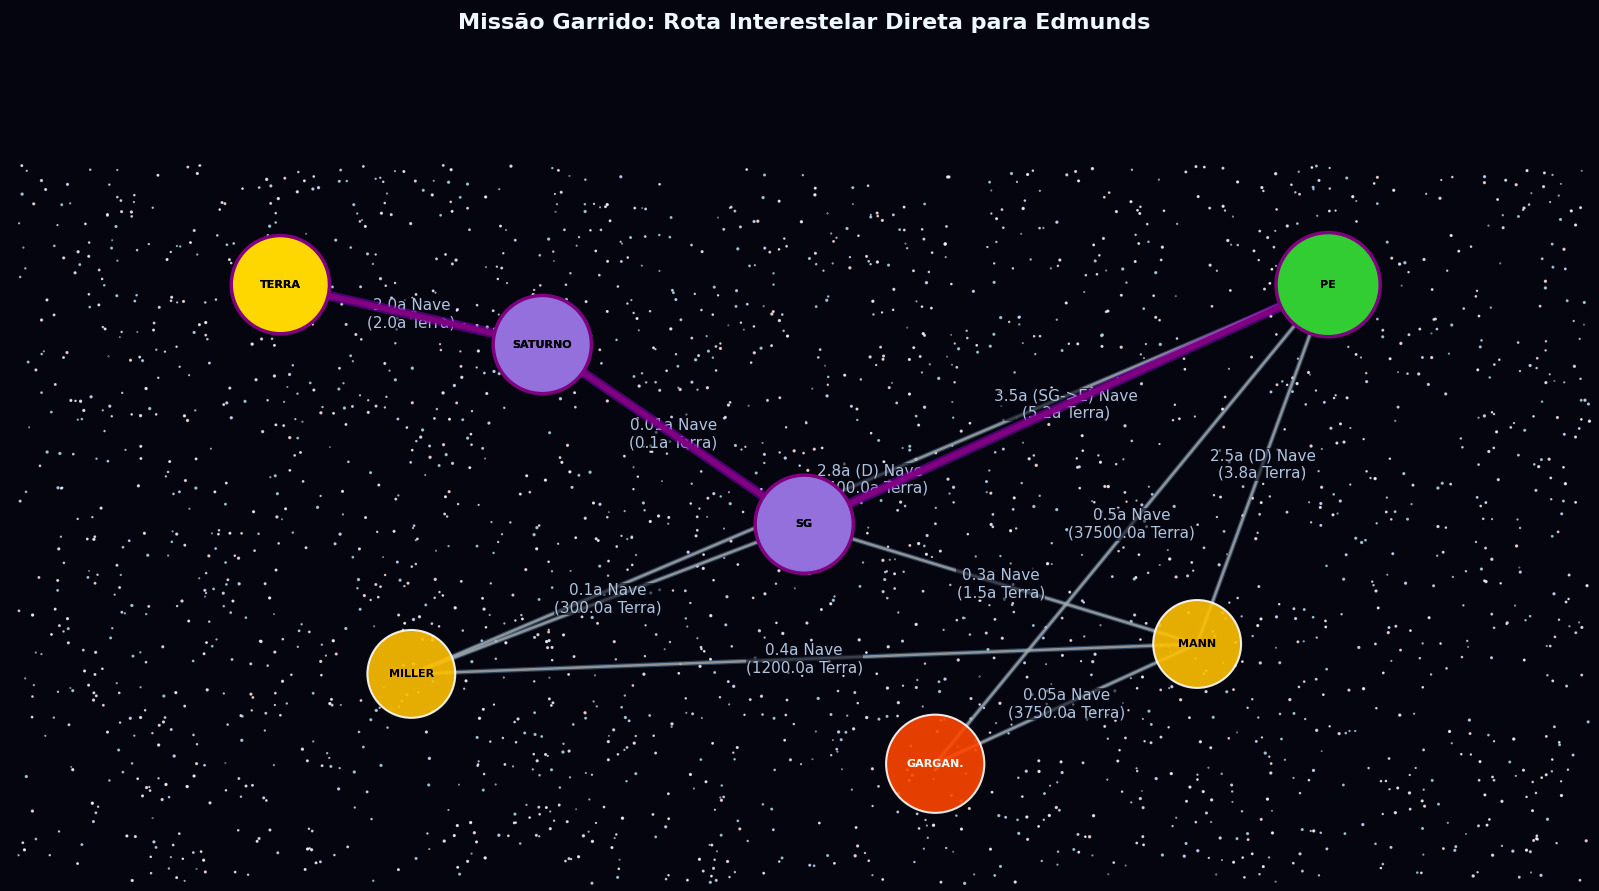 Missão Garrido: Rota Interestelar Direta para Edmunds
TERRA
PE
2.0a Nave
(2.0a Terra)
SATURNO
3.5a (SG->E) Nave
(5.2a Terra)
0.01a Nave
(0.1a Terra)
2.5a (D) Nave
(3.8a Terra)
2.8a (D) Nave
Terra)
SG
0.5a Nave
(37500.0a Terra)
0.3a Nave
(1.5a Terra)
0.1a Nave
(300.0a Terra)
MANN
0.4a Nave
(1200.0a Terra)
MILLER
0.05a Nave
(3750.0a Terra)
GARGAN.